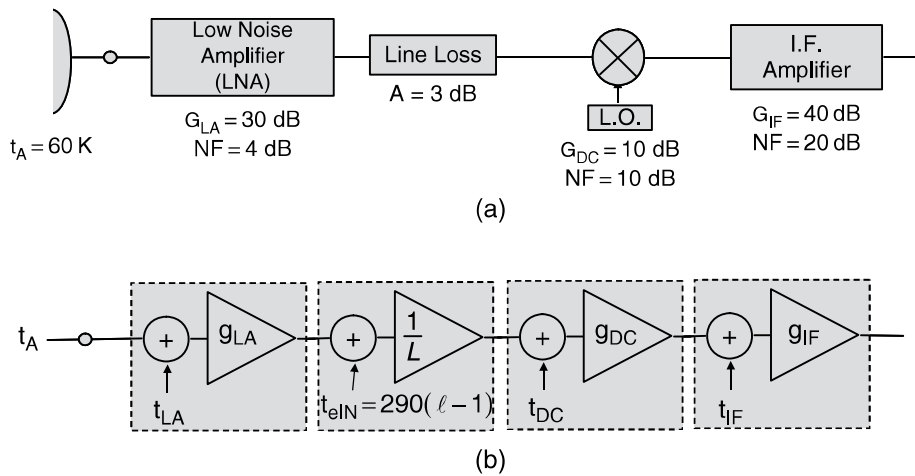 Low Noise
Amplifier
(LNA)
Line Loss
I.F.
Amplifier
A = 3 dB
L.O.
t_A = 60 K
G_LA = 30 dB
NF = 4 dB
G_DC = 10 dB
NF = 10 dB
G_IF = 40 dB
NF = 20 dB
(a)
t_A
+
g_LA
+
1/L
+
g_DC
+
g_IF
t_LA
t_eIN = 290(ℓ – 1)
t_DC
t_IF
(b)